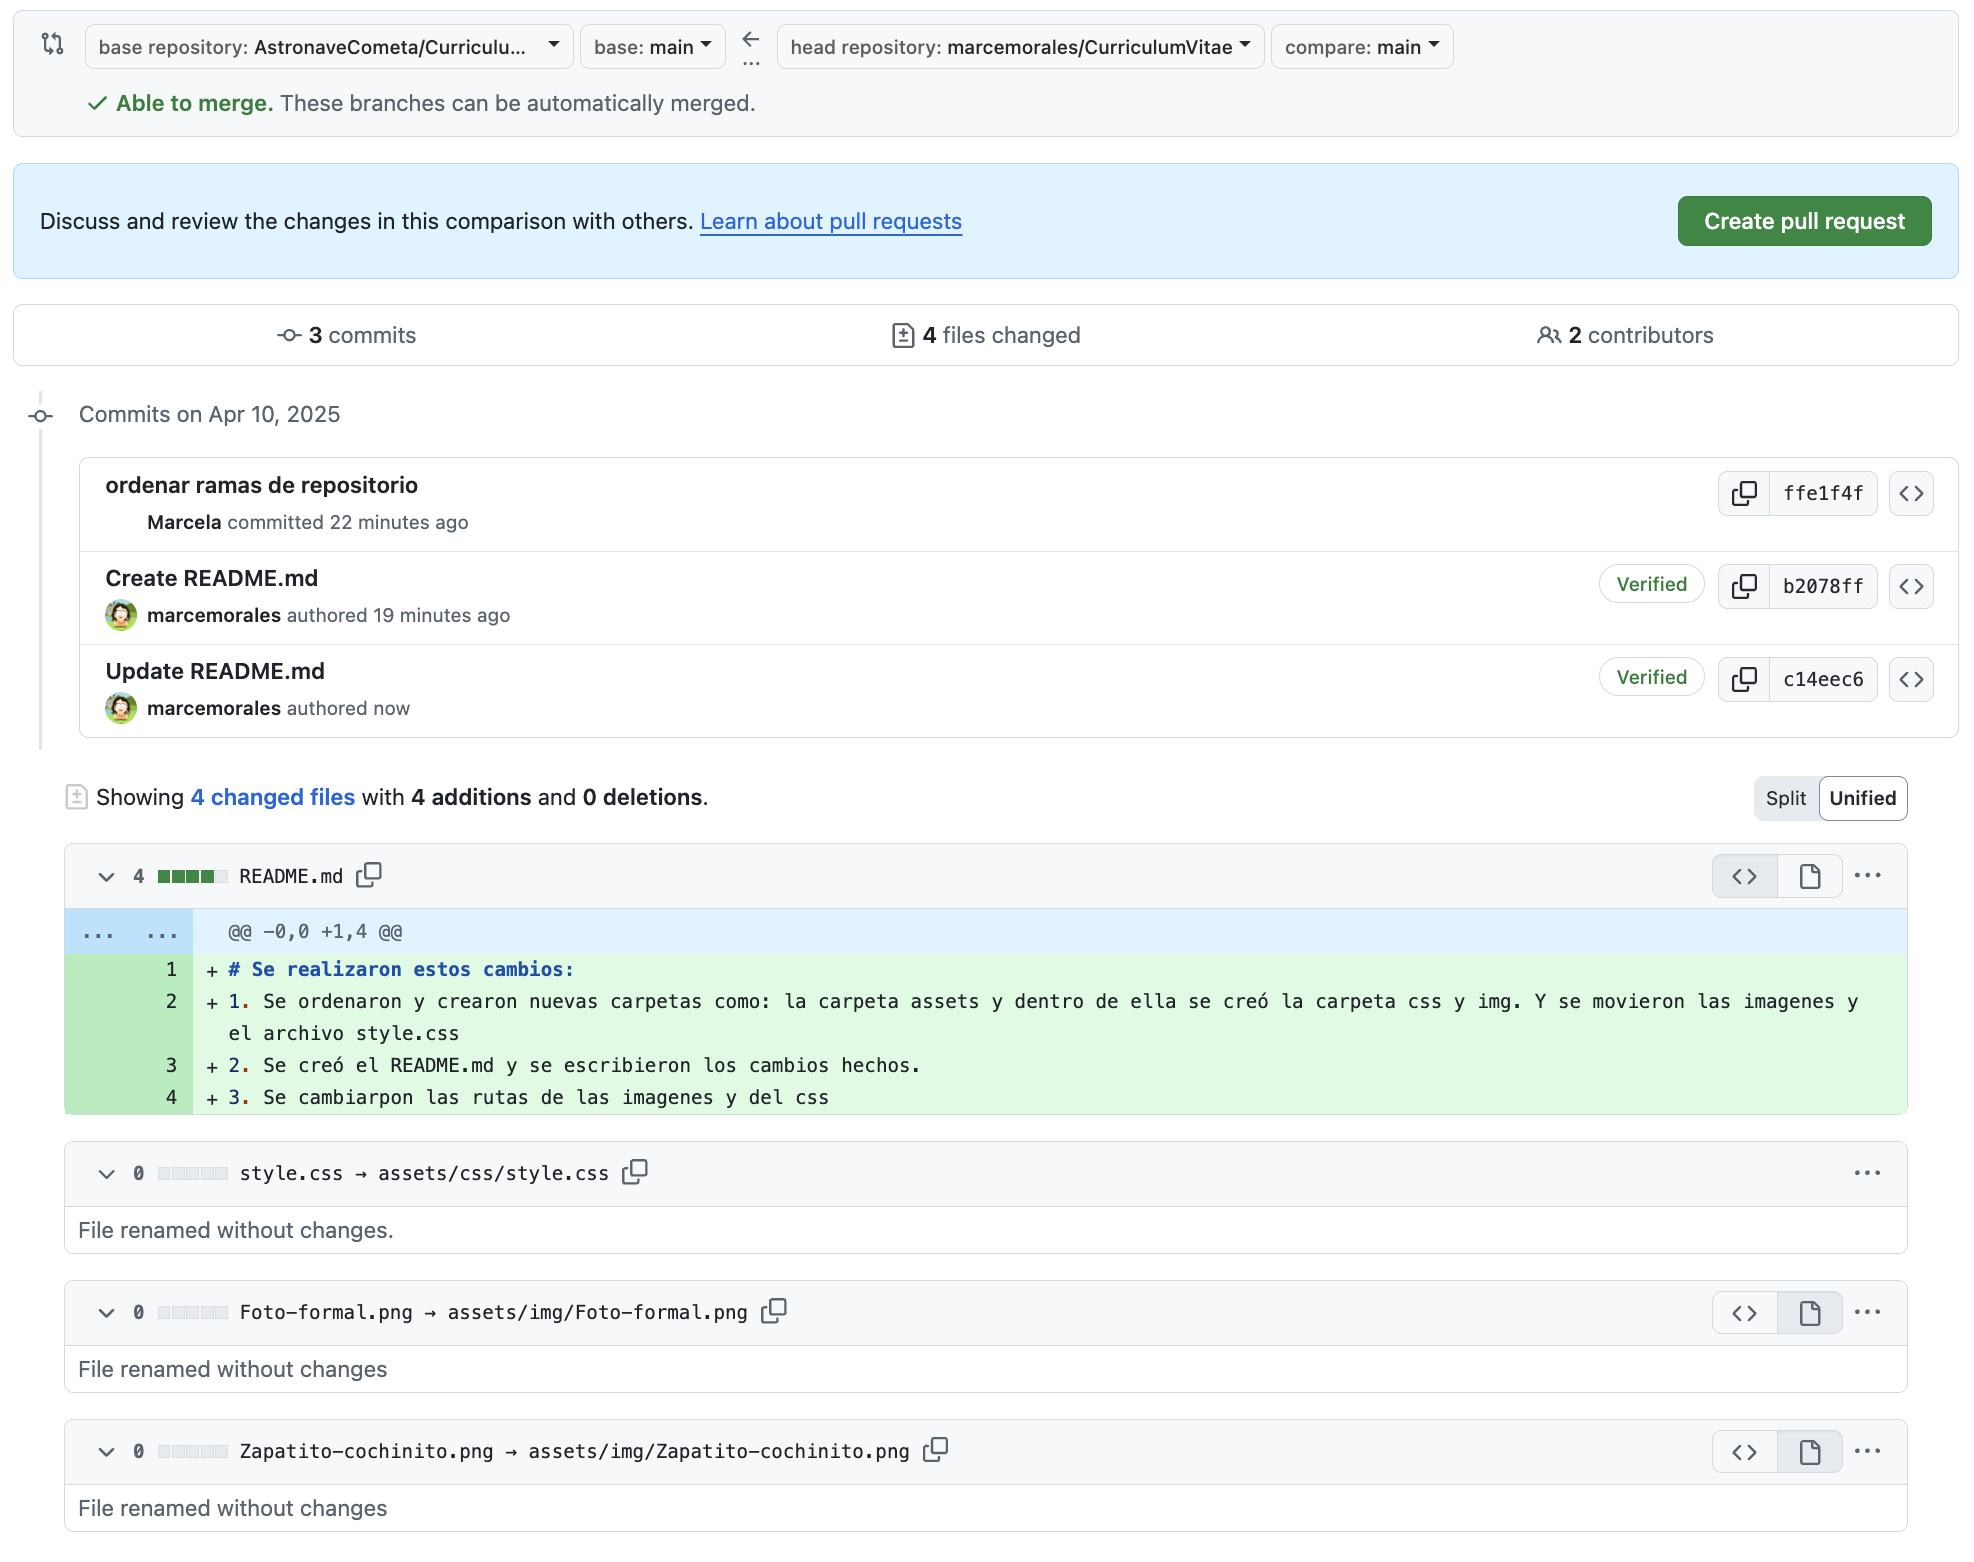 base repository: AstronaveCometa/Curriculu... base: main ... head repository: marcemorales/CurriculumVitae compare: main
Able to merge. These branches can be automatically merged.
Discuss and review the changes in this comparison with others. Learn about pull requests Create pull request
3 commits 4 files changed 2 contributors
Commits on Apr 10, 2025
ordenar ramas de repositorio
ffe1f4f
Marcela committed 22 minutes ago
Create README.md
Verified b2078ff
marcemorales authored 19 minutes ago
Update README.md
Verified c14eec6
marcemorales authored now
Showing 4 changed files with 4 additions and 0 deletions. Split Unified
4 README.md
... ... @@ -0,0 +1,4 @@
1 + # Se realizaron estos cambios:
2 + 1. Se ordenaron y crearon nuevas carpetas como: la carpeta assets y dentro de ella se creó la carpeta css y img. Y se movieron las imagenes y
el archivo style.css
3 + 2. Se creó el README.md y se escribieron los cambios hechos.
4 + 3. Se cambiarpon las rutas de las imagenes y del css
0 style.css → assets/css/style.css
File renamed without changes.
0 Foto-formal.png → assets/img/Foto-formal.png
File renamed without changes
0 Zapatito-cochinito.png → assets/img/Zapatito-cochinito.png
File renamed without changes